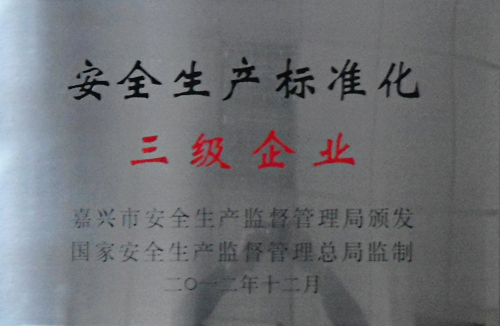 安全生产标准化
三级企业
嘉兴市安全生产监督管理局颁发
国家安全生产监督管理总局监制
二〇一二年十二月